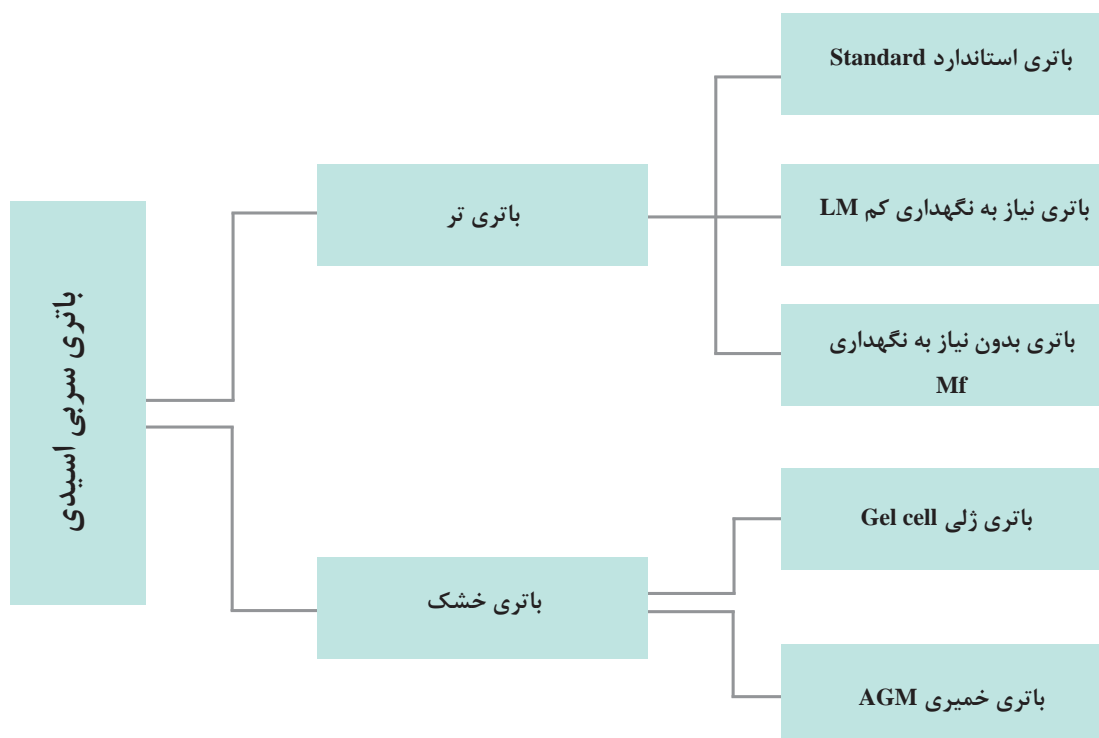 باتری سربی اسیدی
باتری تر
باتری استاندارد Standard
باتری نیاز به نگهداری کم LM
باتری بدون نیاز به نگهداری
Mf
باتری خشک
باتری ژلی Gel cell
باتری خمیری AGM